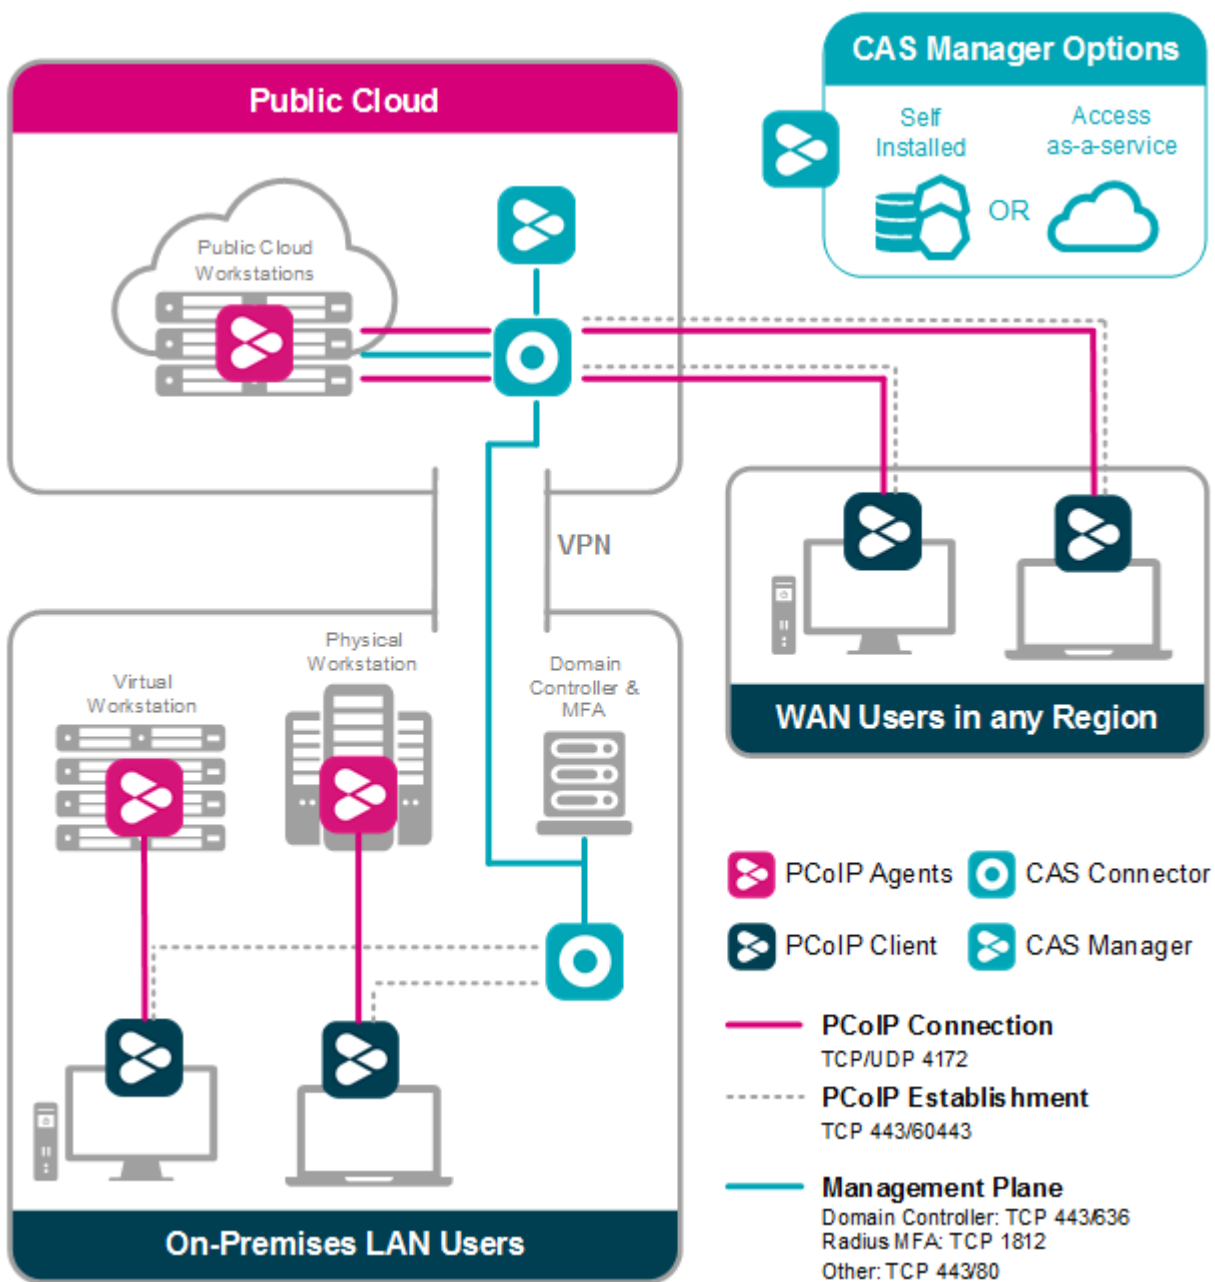 CAS Manager Options
Self
Installed
OR
Access
as-a-service
Public Cloud
Public Cloud
Workstations
VPN
WAN Users in any Region
Virtual
Workstation
Physical
Workstation
Domain
Controller &
MFA
On-Premises LAN Users
PCoIP Agents
CAS Connector
PCoIP Client
CAS Manager
PCoIP Connection
TCP/UDP 4172
PCoIP Establishment
TCP 443/60443
Management Plane
Domain Controller: TCP 443/636
Radius MFA: TCP 1812
Other: TCP 443/80